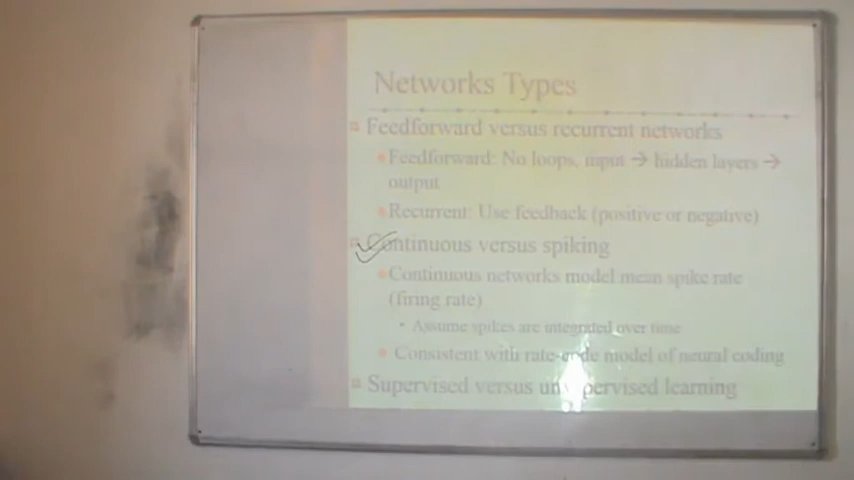 Networks Types
Feedforward versus recurrent networks
Feedforward: No loops, input → hidden layers →
output
Recurrent: Use feedback (positive or negative)
Continuous versus spiking
Continuous networks model mean spike rate
(firing rate)
Assume spikes are integrated over time
Consistent with rate-code model of neural coding
Supervised versus unsupervised learning